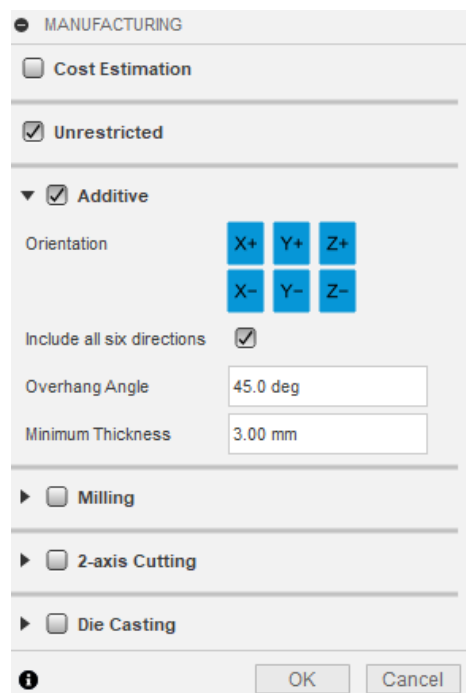 MANUFACTURING
Cost Estimation
Unrestricted
Additive
Orientation X+ Y+ Z+
X- Y- Z-
Include all six directions
Overhang Angle 45.0 deg
Minimum Thickness 3.00 mm
Milling
2-axis Cutting
Die Casting
OK Cancel